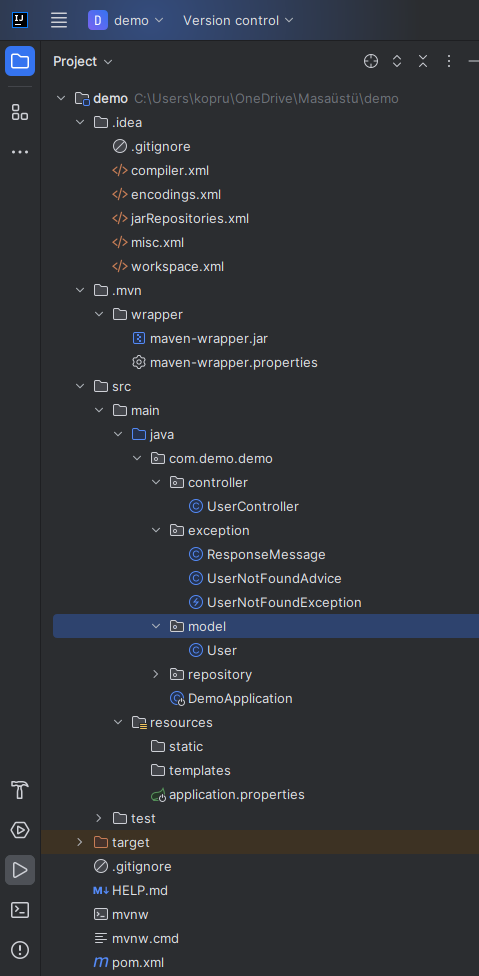 IJ D demo Version control
Project
demo C:\Users\kopru\OneDrive\Masaüstü\demo
.idea
.gitignore
</> compiler.xml
</> encodings.xml
</> jarRepositories.xml
</> misc.xml
</> workspace.xml
.mvn
wrapper
maven-wrapper.jar
maven-wrapper.properties
src
main
java
com.demo.demo
controller
C UserController
exception
C ResponseMessage
C UserNotFoundAdvice
UserNotFoundException
model
C User
repository
C DemoApplication
resources
static
templates
application.properties
test
target
.gitignore
M↓ HELP.md
mvnw
mvnw.cmd
m pom.xml